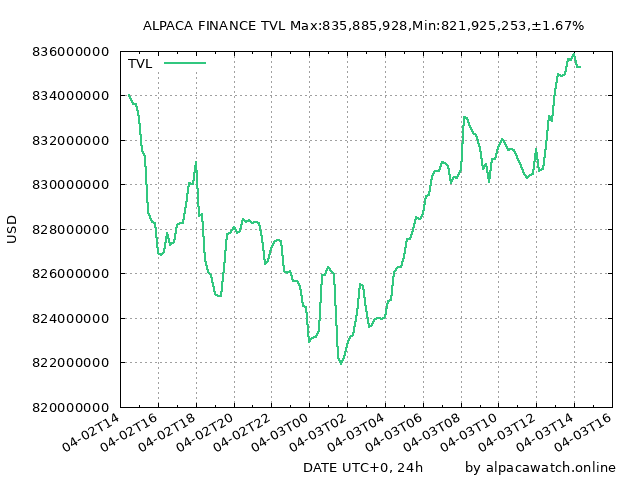 ALPACA FINANCE TVL Max:835,885,928,Min:821,925,253,±1.67%
836000000
TVL
834000000
832000000
830000000
828000000
USD
826000000
824000000
822000000
820000000
04-02T14 04-02T16 04-02T18 04-02T20 04-02T22 04-03T00 04-03T02 04-03T04 04-03T06 04-03T08 04-03T10 04-03T12 04-03T14 04-03T16
DATE UTC+0, 24h by alpacawatch.online